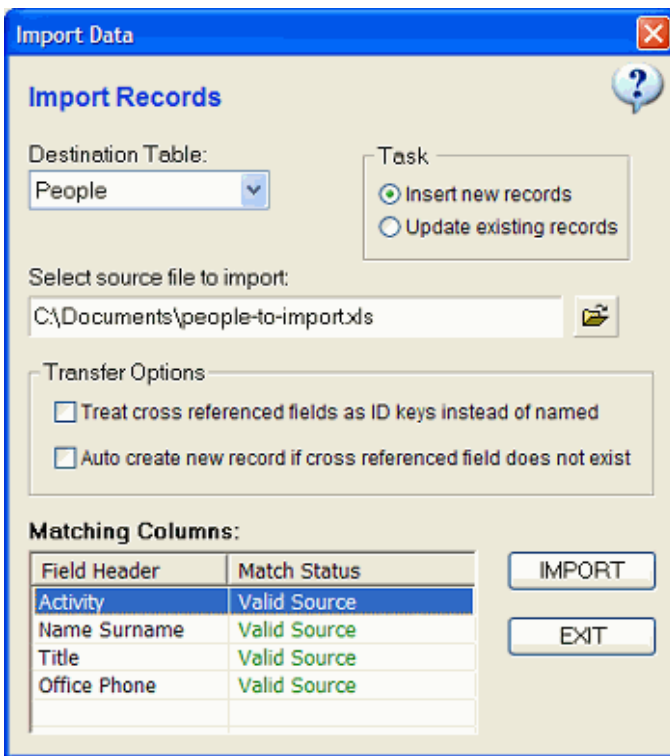 Import Data
Import Records
?
Destination Table:
People
Task
Insert new records
Update existing records
Select source file to import:
C:\Documents\people-to-import.xls
Transfer Options
Treat cross referenced fields as ID keys instead of named
Auto create new record if cross referenced field does not exist
Matching Columns:
Field Header Match Status
Activity Valid Source
Name Surname Valid Source
Title Valid Source
Office Phone Valid Source
IMPORT
EXIT